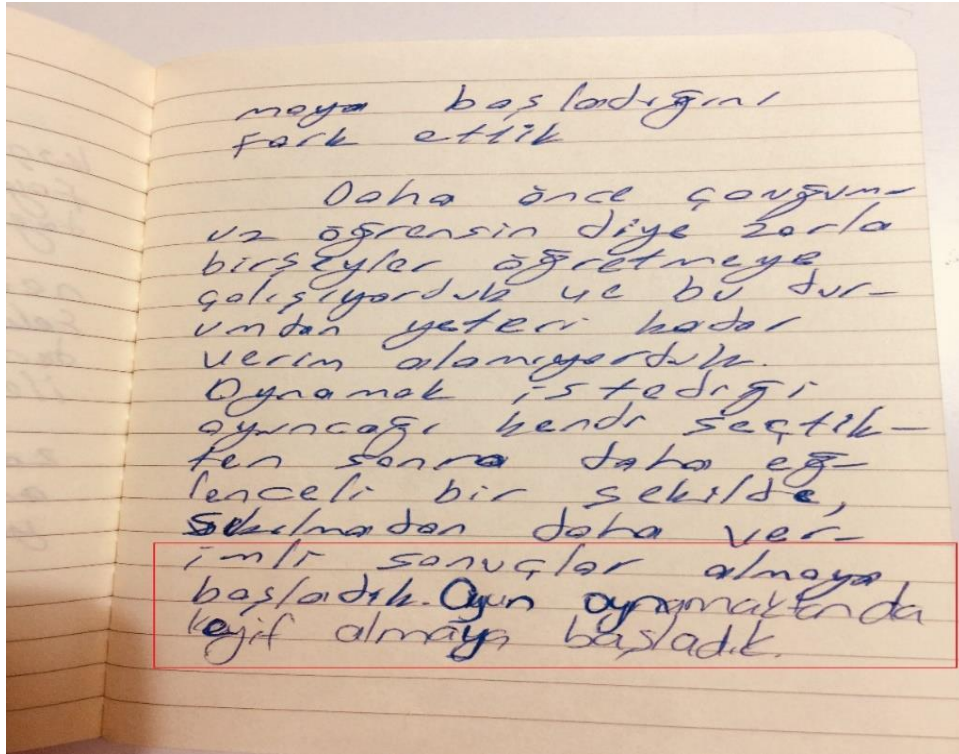 maya başladığını
fark ettik
Daha önce çouğum-
uz öğrensin diye zorla
birşeyler öğretmeye
çalışıyorduk ve bu dur-
umdan yeteri kadar
verim alamıyorduk.
Oynamak istediği
oyuncağı kendi seçtik-
ten sonra daha eğ-
lenceli bir şekilde,
sıkılmadan daha ver-
imli sonuçlar almaya
başladık. Oyun oynamaktanda
keyif almaya başladık.